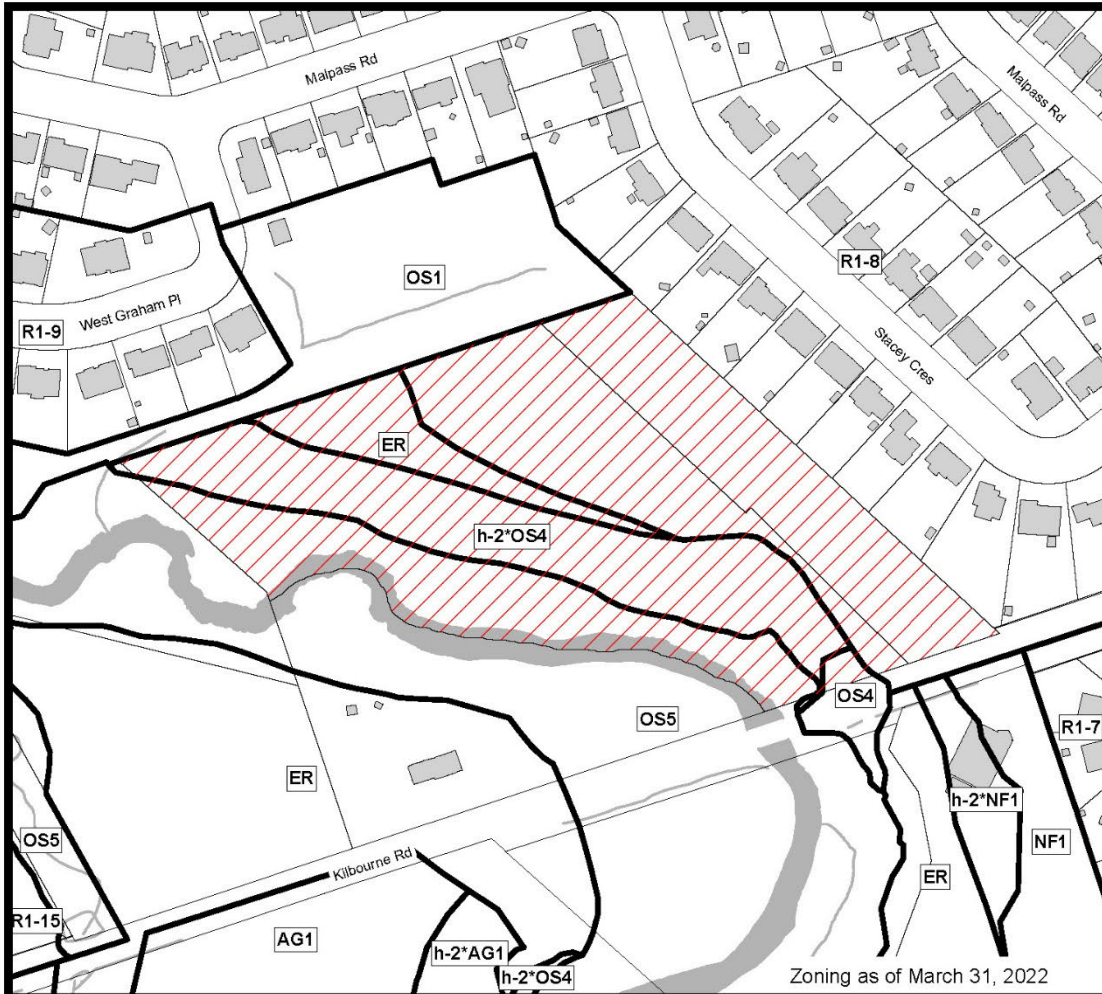 Malpass Rd
Malpass Rd
R1-8
OS1
West Graham Pl
R1-9
Stacey Cres
ER
h-2*OS4
OS4
OS5
R1-7
ER
h-2*NF1
OS5
NF1
Kilbourne Rd
ER
R1-15
AG1
h-2*AG1
h-2*OS4
Zoning as of March 31, 2022